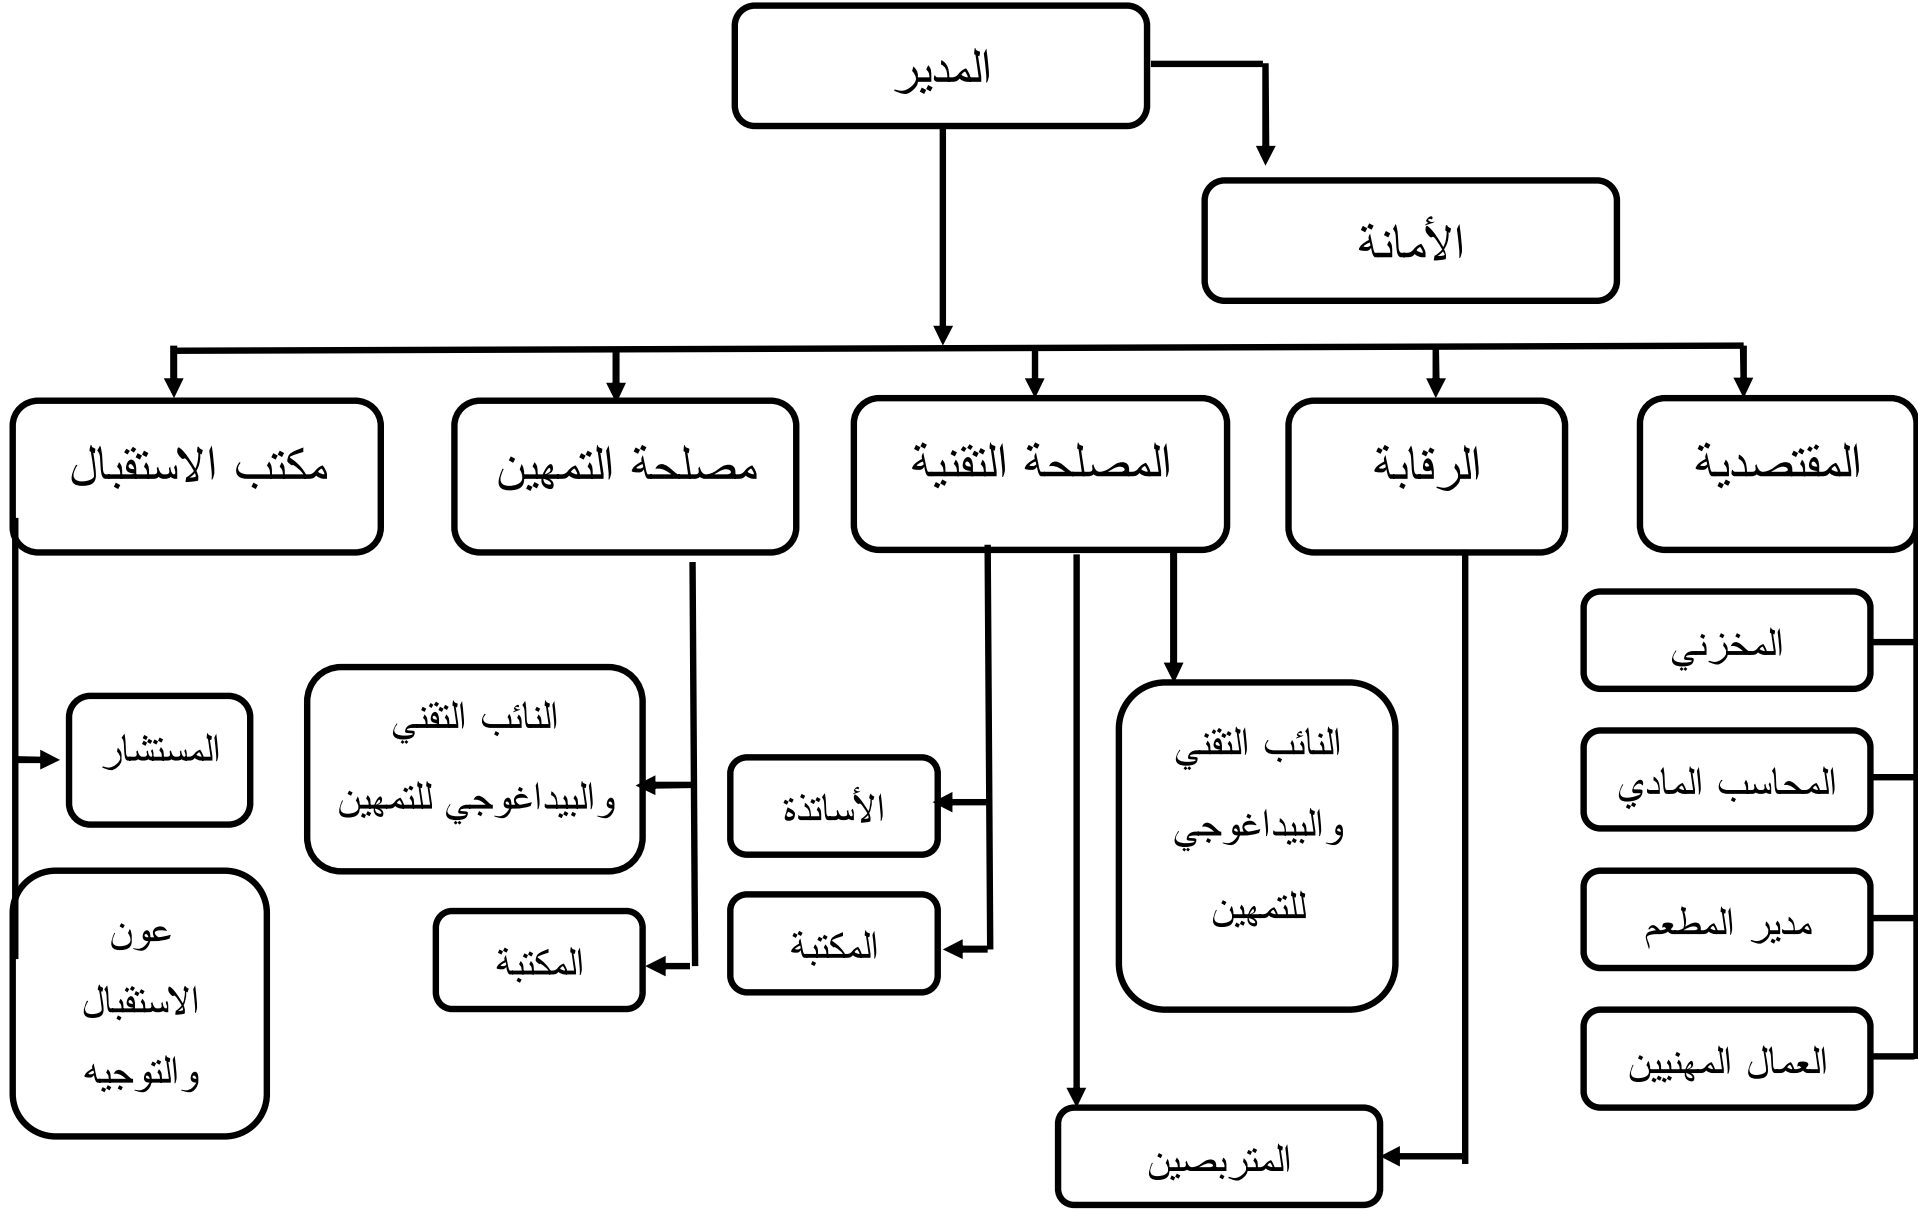 المدير
الأمانة
المقتصدية
الرقابة
المصلحة التقنية
مصلحة التمهين
مكتب الاستقبال
المخزني
المحاسب المادي
مدير المطعم
العمال المهنيين
النائب التقني
والبيداغوجي
للتمهين
المتربصين
الأساتذة
المكتبة
النائب التقني
والبيداغوجي للتمهين
المكتبة
المستشار
عون
الاستقبال
والتوجيه